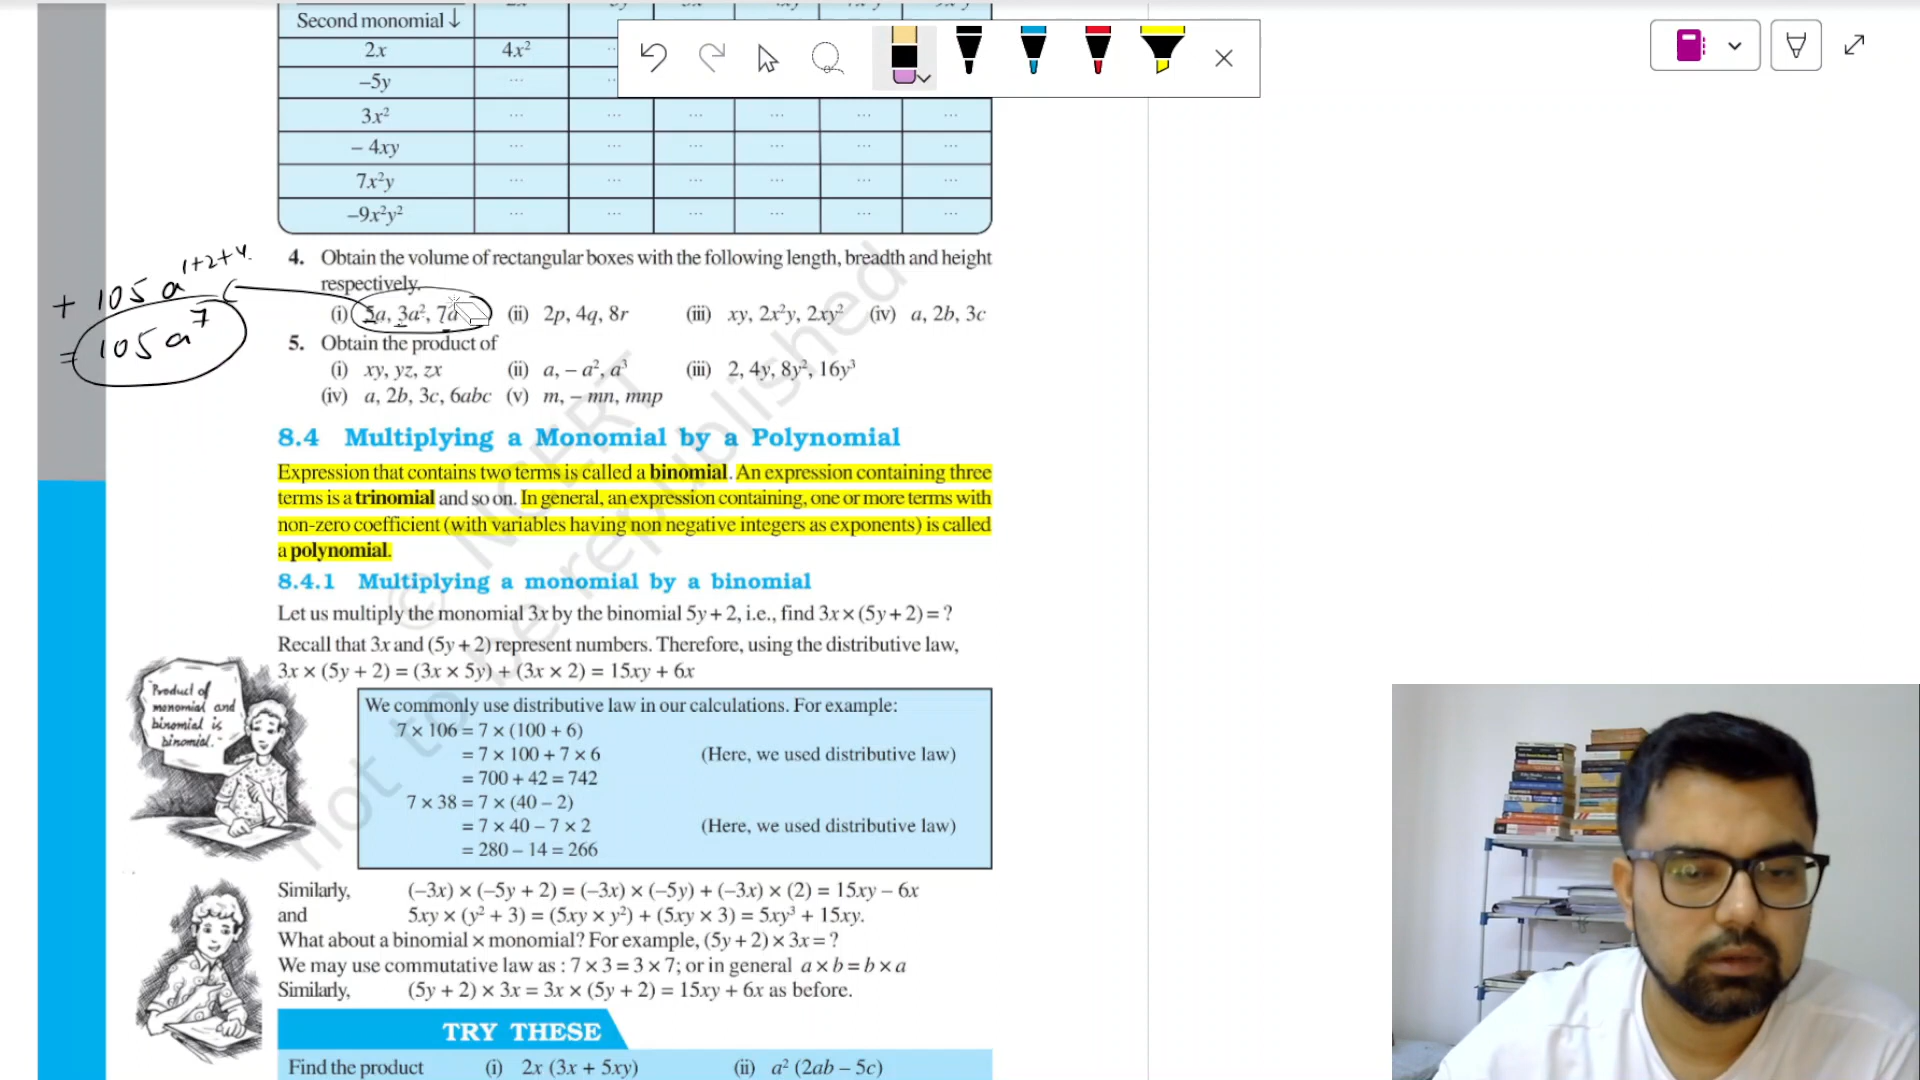 Second monomial ↓
2x 4x² ··
–5y ··· ··
3x² ··· ··· ··· ··· ··· ···
– 4xy ··· ··· ··· ··· ··· ···
7x²y ··· ··· ··· ··· ··· ···
–9x²y² ··· ··· ··· ··· ··· ···
4. Obtain the volume of rectangular boxes with the following length, breadth and height
respectively.
(i) 5a, 3a², 7a (ii) 2p, 4q, 8r (iii) xy, 2x²y, 2xy² (iv) a, 2b, 3c
+ 105 a¹⁺²⁺⁴
= 105 a⁷
5. Obtain the product of
(i) xy, yz, zx (ii) a, – a², a³ (iii) 2, 4y, 8y², 16y³
(iv) a, 2b, 3c, 6abc (v) m, – mn, mnp
8.4 Multiplying a Monomial by a Polynomial
Expression that contains two terms is called a binomial. An expression containing three
terms is a trinomial and so on. In general, an expression containing, one or more terms with
non-zero coefficient (with variables having non negative integers as exponents) is called
a polynomial.
8.4.1 Multiplying a monomial by a binomial
Let us multiply the monomial 3x by the binomial 5y + 2, i.e., find 3x × (5y + 2) = ?
Recall that 3x and (5y + 2) represent numbers. Therefore, using the distributive law,
3x × (5y + 2) = (3x × 5y) + (3x × 2) = 15xy + 6x
"Product of
monomial and
binomial is
binomial."
We commonly use distributive law in our calculations. For example:
7 × 106 = 7 × (100 + 6)
= 7 × 100 + 7 × 6 (Here, we used distributive law)
= 700 + 42 = 742
7 × 38 = 7 × (40 – 2)
= 7 × 40 – 7 × 2 (Here, we used distributive law)
= 280 – 14 = 266
Similarly, (–3x) × (–5y + 2) = (–3x) × (–5y) + (–3x) × (2) = 15xy – 6x
and 5xy × (y² + 3) = (5xy × y²) + (5xy × 3) = 5xy³ + 15xy.
What about a binomial × monomial? For example, (5y + 2) × 3x = ?
We may use commutative law as : 7 × 3 = 3 × 7; or in general a × b = b × a
Similarly, (5y + 2) × 3x = 3x × (5y + 2) = 15xy + 6x as before.
TRY THESE
Find the product (i) 2x (3x + 5xy) (ii) a² (2ab – 5c)
© NCERT
not to be republished